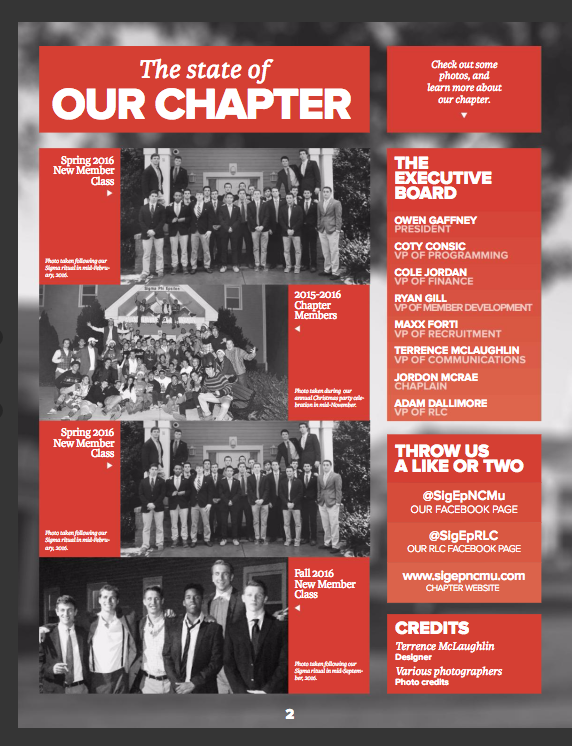 The state of
OUR CHAPTER
Check out some
photos, and
learn more about
our chapter.
Spring 2016
New Member
Class
Photo taken following our
Sigma ritual in mid-Febru-
ary, 2016.
Sigma Phi Epsilon
2015-2016
Chapter
Members
Photo taken during our
annual Christmas party cele-
bration in mid-November.
Spring 2016
New Member
Class
Photo taken following our
Sigma ritual in mid-Febru-
ary, 2016.
Fall 2016
New Member
Class
Photo taken following our
Sigma ritual in mid-Septem-
ber, 2016.
THE
EXECUTIVE
BOARD
OWEN GAFFNEY
PRESIDENT
COTY CONSIC
VP OF PROGRAMMING
COLE JORDAN
VP OF FINANCE
RYAN GILL
VP OF MEMBER DEVELOPMENT
MAXX FORTI
VP OF RECRUITMENT
TERRENCE MCLAUGHLIN
VP OF COMMUNICATIONS
JORDON MCRAE
CHAPLAIN
ADAM DALLIMORE
VP OF RLC
THROW US
A LIKE OR TWO
@SigEpNCMu
OUR FACEBOOK PAGE
@SigEpRLC
OUR RLC FACEBOOK PAGE
www.sigepncmu.com
CHAPTER WEBSITE
CREDITS
Terrence McLaughlin
Designer
Various photographers
Photo credits
2